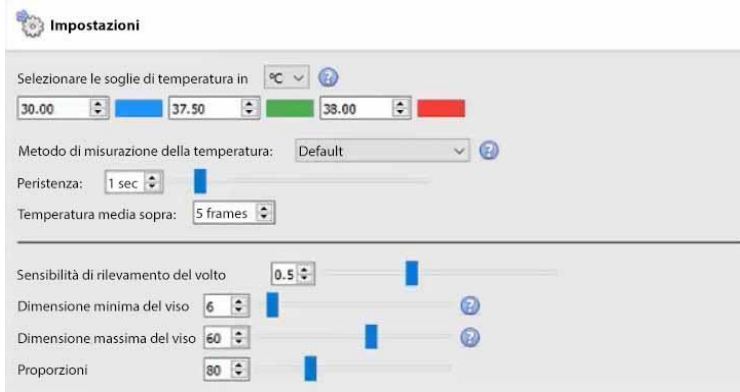 Impostazioni
Selezionare le soglie di temperatura in ºC
30.00 37.50 38.00
Metodo di misurazione della temperatura: Default
Peristenza: 1 sec
Temperatura media sopra: 5 frames
Sensibilità di rilevamento del volto 0.5
Dimensione minima del viso 6
Dimensione massima del viso 60
Proporzioni 80